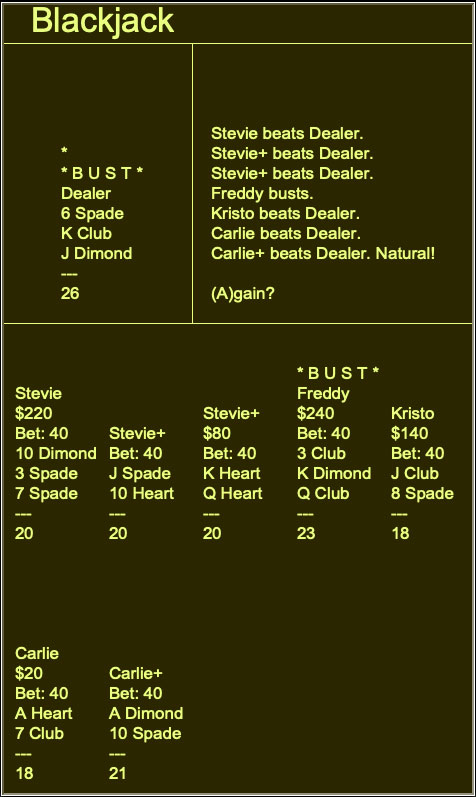 Blackjack
*
* B U S T *
Dealer
6 Spade
K Club
J Dimond
---
26
Stevie beats Dealer.
Stevie+ beats Dealer.
Stevie+ beats Dealer.
Freddy busts.
Kristo beats Dealer.
Carlie beats Dealer.
Carlie+ beats Dealer. Natural!
(A)gain?
Stevie
$220
Bet: 40
10 Dimond
3 Spade
7 Spade
---
20
Stevie+
Bet: 40
J Spade
10 Heart
---
20
Stevie+
$80
Bet: 40
K Heart
Q Heart
---
20
* B U S T *
Freddy
$240
Bet: 40
3 Club
K Dimond
Q Club
---
23
Kristo
$140
Bet: 40
J Club
8 Spade
---
18
Carlie
$20
Bet: 40
A Heart
7 Club
---
18
Carlie+
Bet: 40
A Dimond
10 Spade
---
21